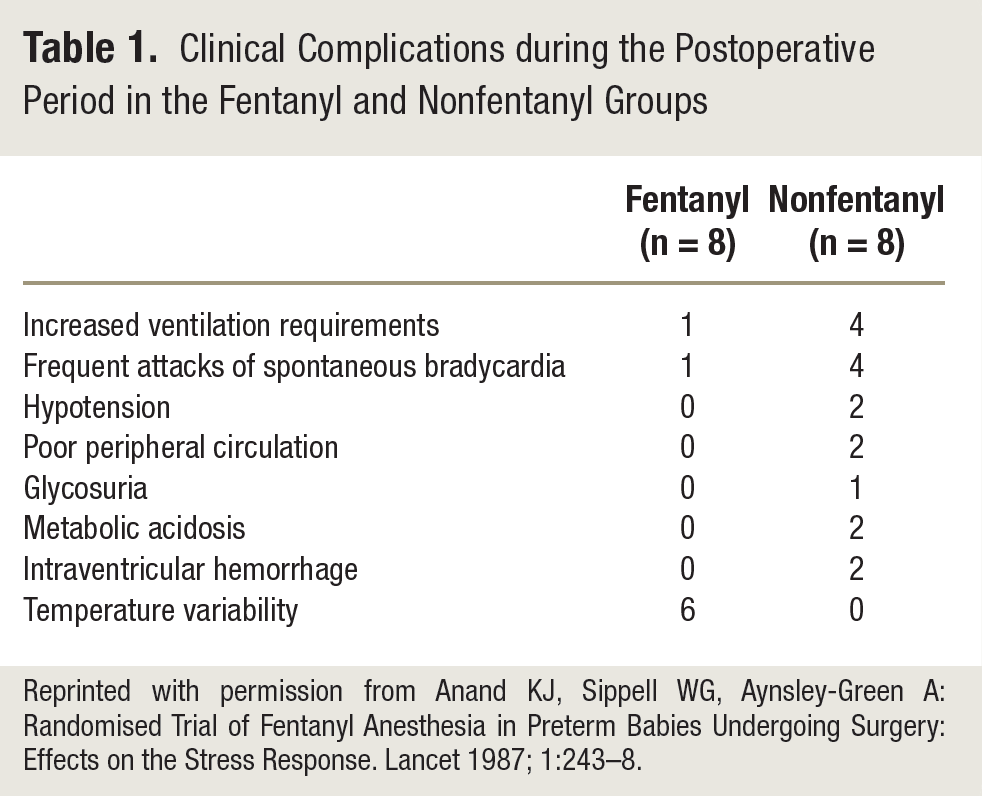 Table 1. Clinical Complications during the Postoperative
Period in the Fentanyl and Nonfentanyl Groups
Fentanyl Nonfentanyl
(n = 8) (n = 8)
Increased ventilation requirements 1 4
Frequent attacks of spontaneous bradycardia 1 4
Hypotension 0 2
Poor peripheral circulation 0 2
Glycosuria 0 1
Metabolic acidosis 0 2
Intraventricular hemorrhage 0 2
Temperature variability 6 0
Reprinted with permission from Anand KJ, Sippell WG, Aynsley-Green A:
Randomised Trial of Fentanyl Anesthesia in Preterm Babies Undergoing Surgery:
Effects on the Stress Response. Lancet 1987; 1:243–8.